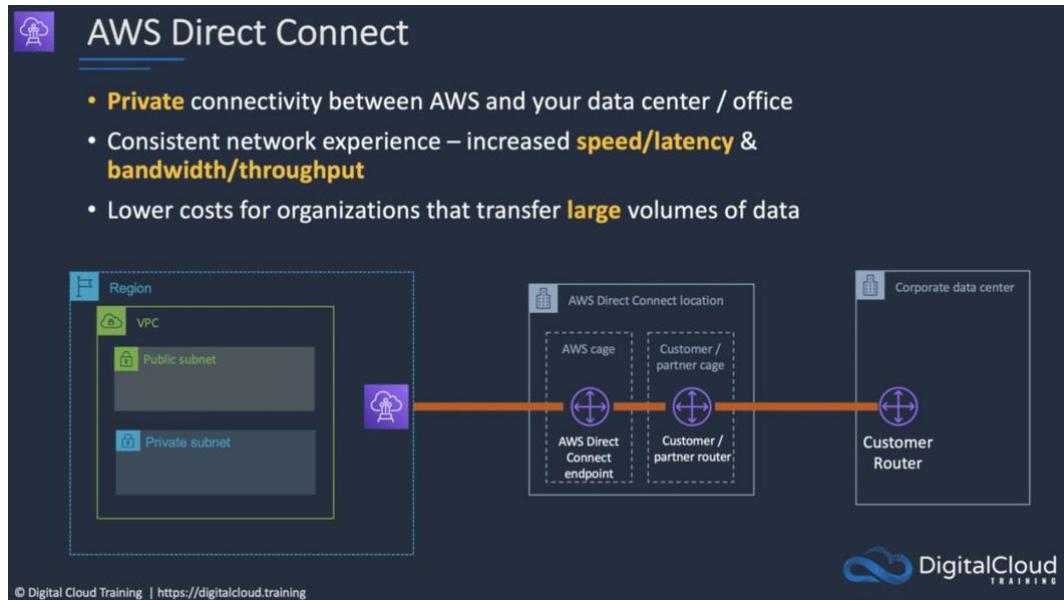 AWS Direct Connect
• Private connectivity between AWS and your data center / office
• Consistent network experience – increased speed/latency &
bandwidth/throughput
• Lower costs for organizations that transfer large volumes of data
Region
VPC
Public subnet
Private subnet
AWS Direct Connect location
AWS cage
AWS Direct
Connect
endpoint
Customer /
partner cage
Customer /
partner router
Corporate data center
Customer
Router
DigitalCloud
TRAINING
© Digital Cloud Training | https://digitalcloud.training